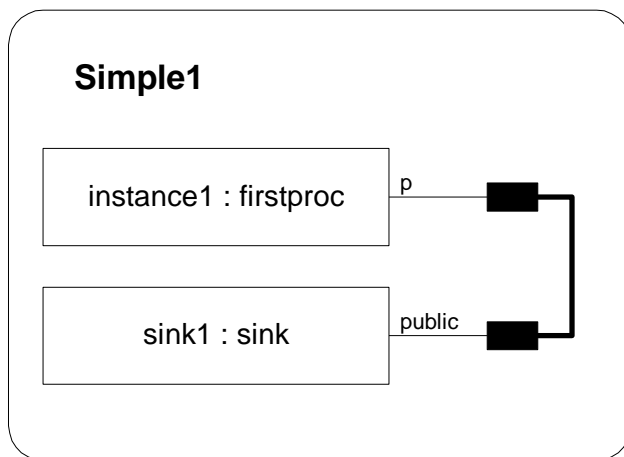 Simple1
instance1 : firstproc
p
sink1 : sink
public